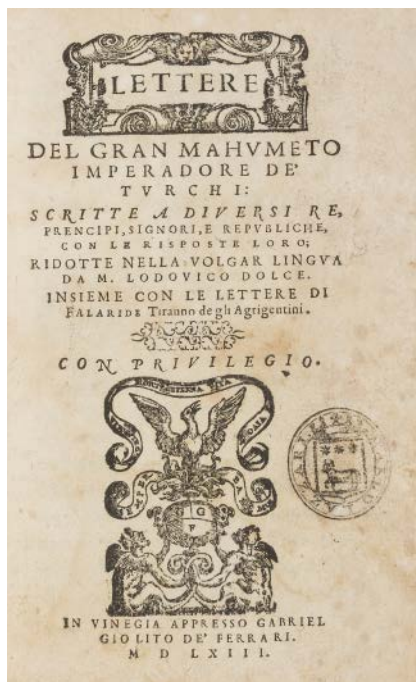 LETTERE
DEL GRAN MAHVMETO
IMPERADORE DE'
TVRCHI:
SCRITTE A DIVERSI RE,
PRENCIPI, SIGNORI, E REPVBLICHE,
CON LE RISPOSTE LORO;
RIDOTTE NELLA VOLGAR LINGVA
DA M. LODOVICO DOLCE.
INSIEME CON LE LETTERE DI
FALARIDE Tiranno de gli Agrigentini.
CON PRIVILEGIO.
VIVA
SEMPER
G G
F
IN VINEGIA APPRESSO GABRIEL
GIOLITO DE' FERRARI.
M D LXIII.